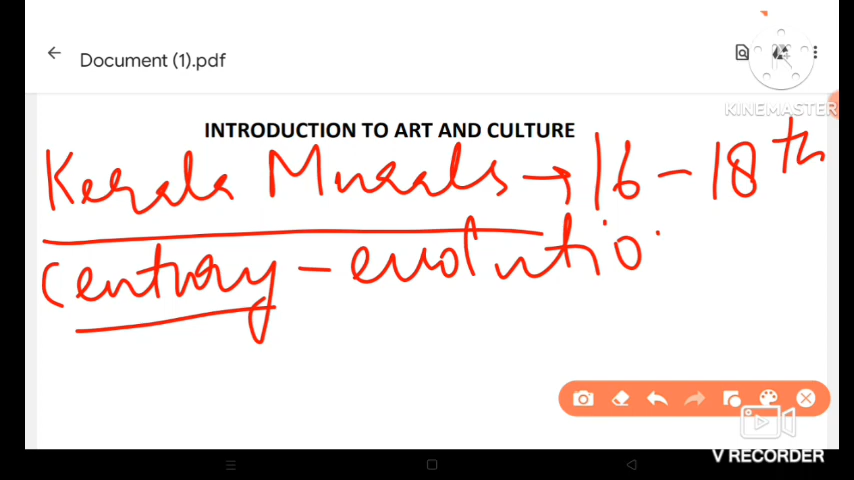 Document (1).pdf
KINEMASTER
INTRODUCTION TO ART AND CULTURE
Kerala Murals → 16 - 18th
Century - evolutio
V RECORDER